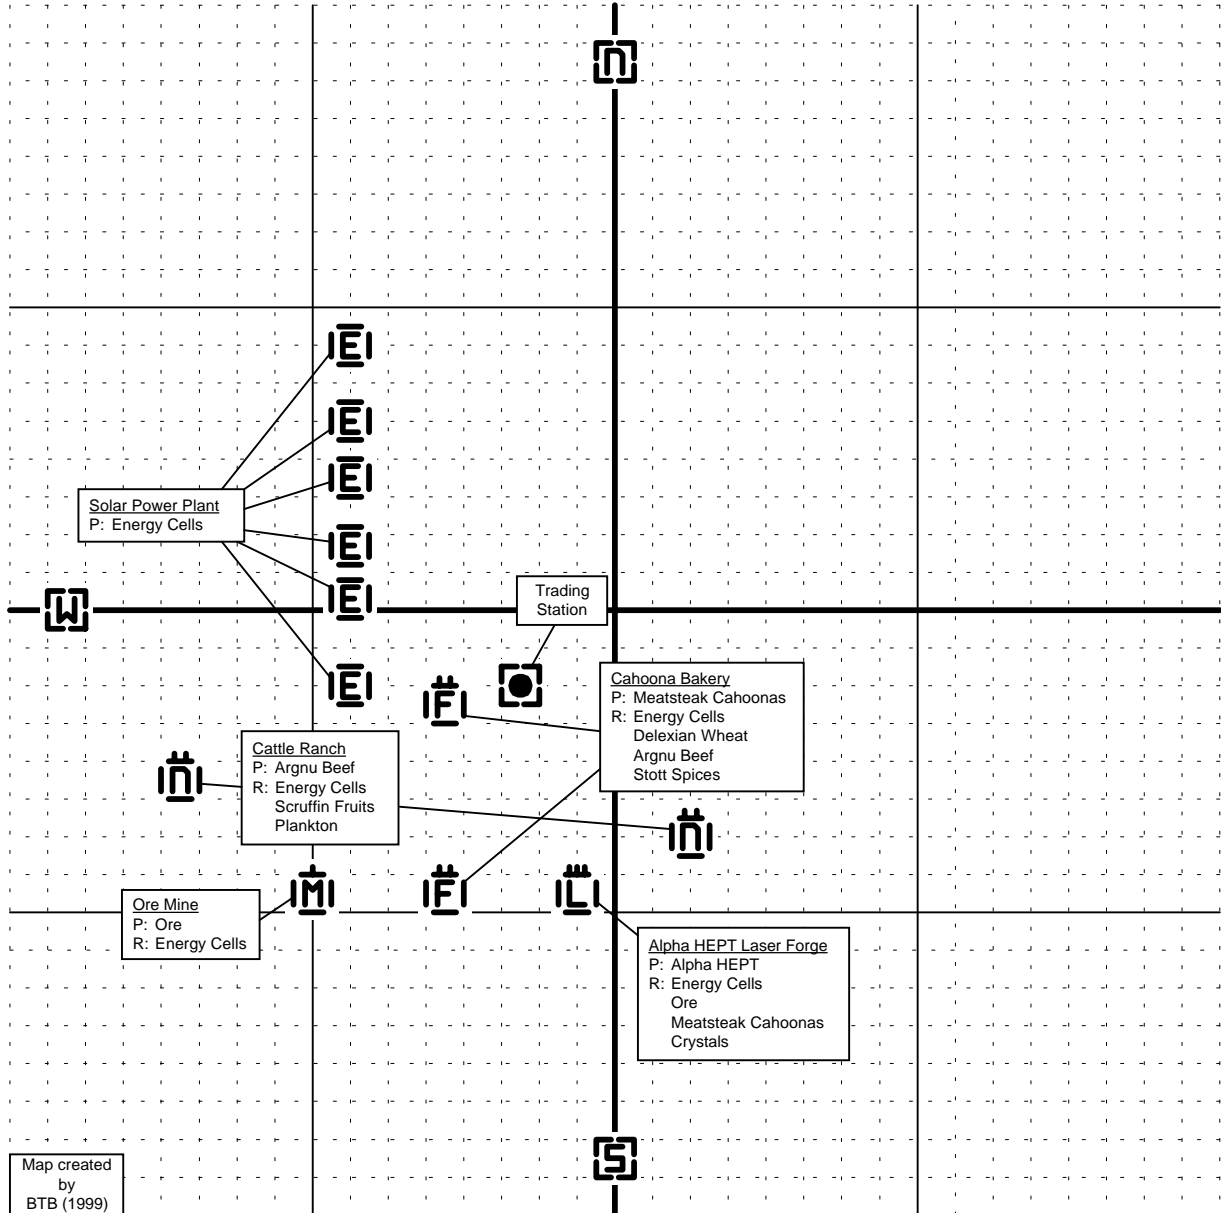 n
E
E
E
Solar Power Plant
P: Energy Cells
E
E
W
Trading
Station
E
F
Cahoona Bakery
P: Meatsteak Cahoonas
R: Energy Cells
Delexian Wheat
Argnu Beef
Stott Spices
Cattle Ranch
P: Argnu Beef
R: Energy Cells
Scruffin Fruits
Plankton
n
n
M
F
L
Ore Mine
P: Ore
R: Energy Cells
Alpha HEPT Laser Forge
P: Alpha HEPT
R: Energy Cells
Ore
Meatsteak Cahoonas
Crystals
S
Map created
by
BTB (1999)